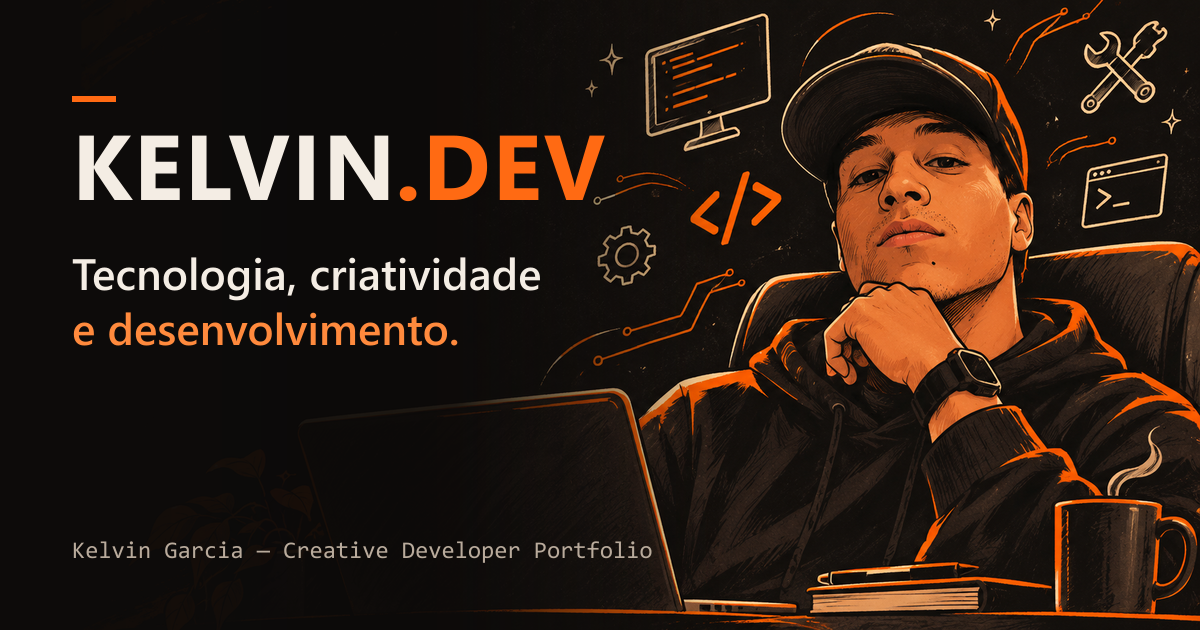 KELVIN.DEV
Tecnologia, criatividade
e desenvolvimento.
Kelvin Garcia — Creative Developer Portfolio
</>
>_